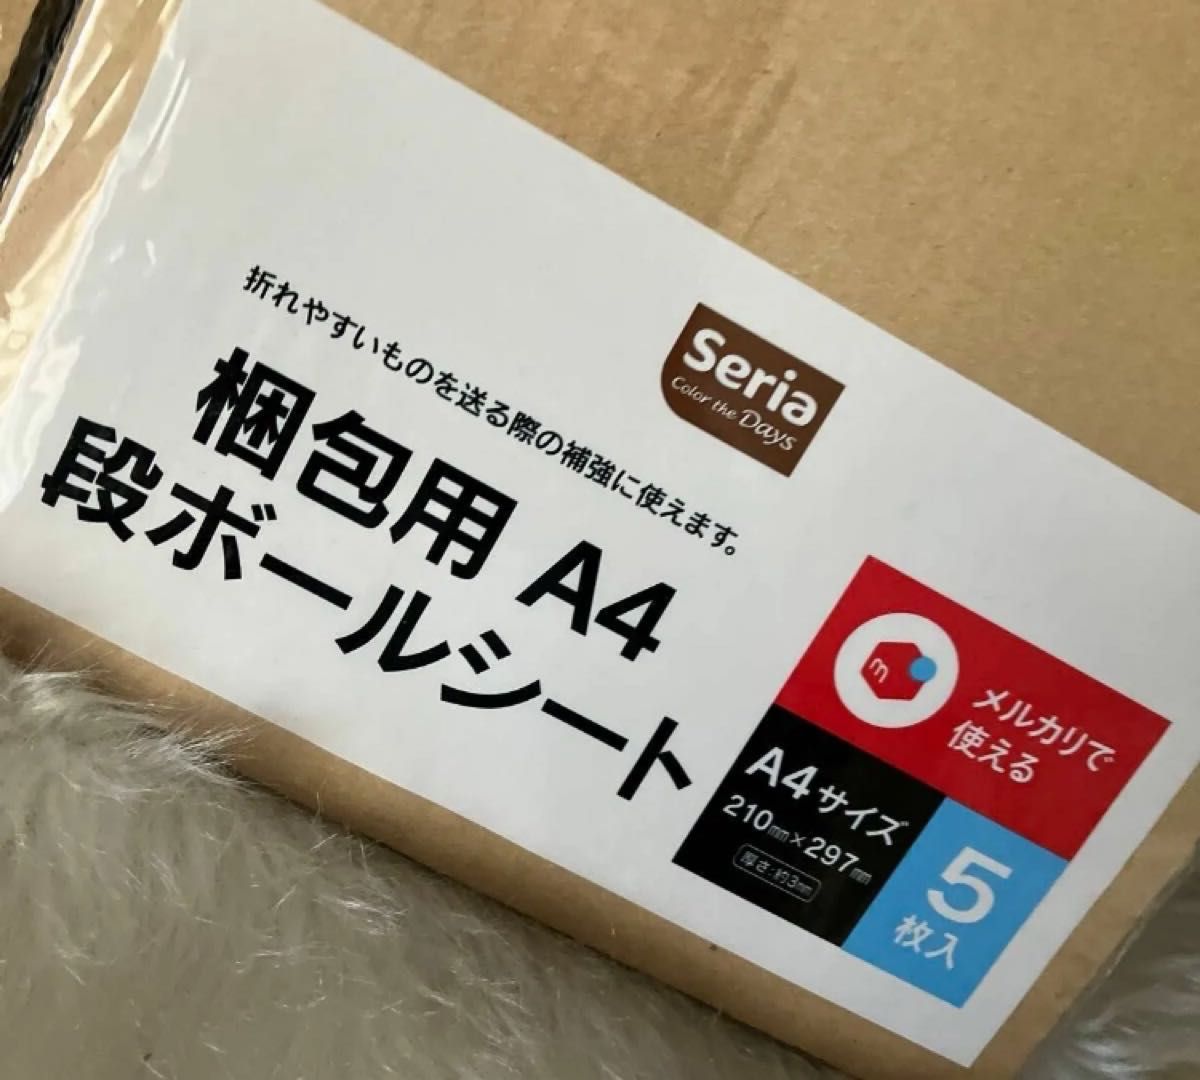 Seria
Color the Days
折れやすいものを送る際の補強に使えます。
梱包用 A4
段ボールシート
m
メルカリで
使える
A4サイズ
210mm×297mm
厚さ:約3mm
5
枚入